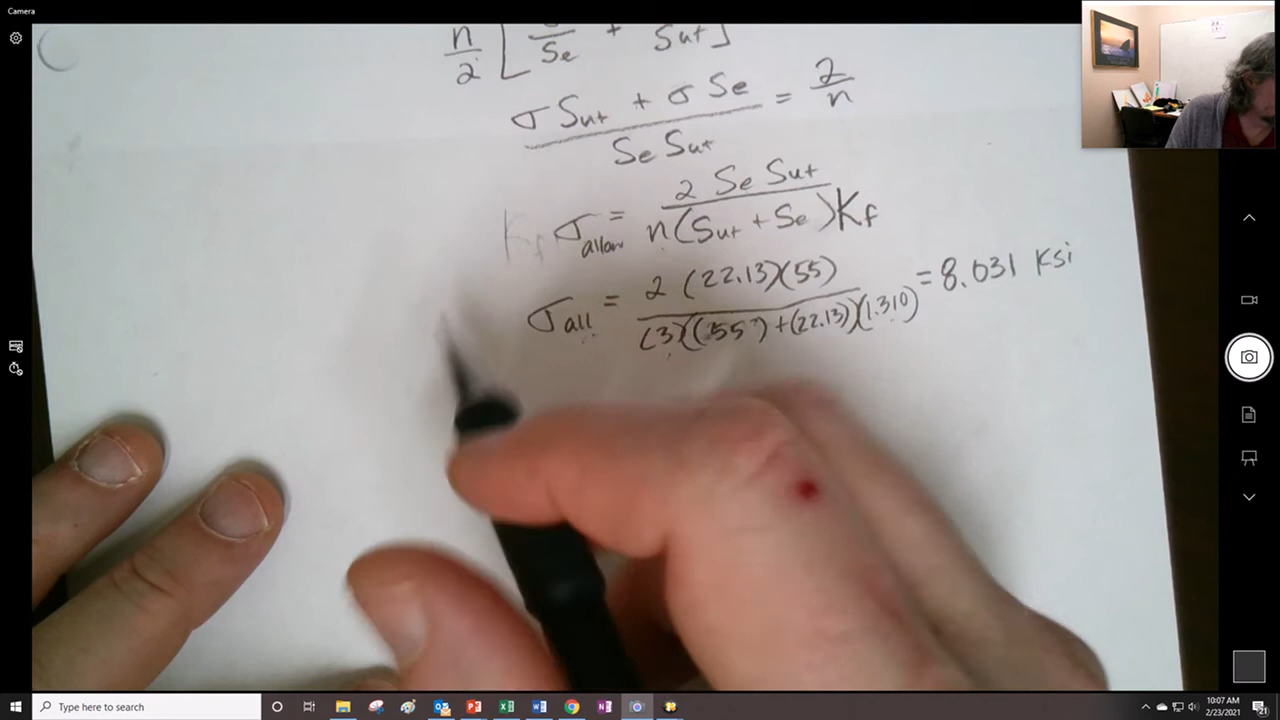 Camera
n/2 [ /Se + Sut ]
(σ Sut + σ Se)/(Se Sut) = 2/n
Kf σallow = 2 Se Sut / n(Sut + Se)Kf
σall = 2 (22.13)(55) / (3)((55) + (22.13))(1.310) = 8.031 ksi
Type here to search
10:07 AM
2/23/2021
21